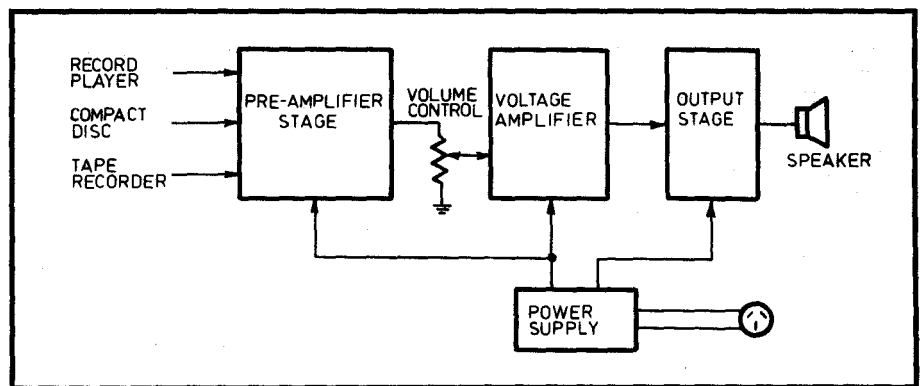 RECORD
PLAYER
COMPACT
DISC
TAPE
RECORDER
PRE-AMPLIFIER
STAGE
VOLUME
CONTROL
VOLTAGE
AMPLIFIER
OUTPUT
STAGE
SPEAKER
POWER
SUPPLY